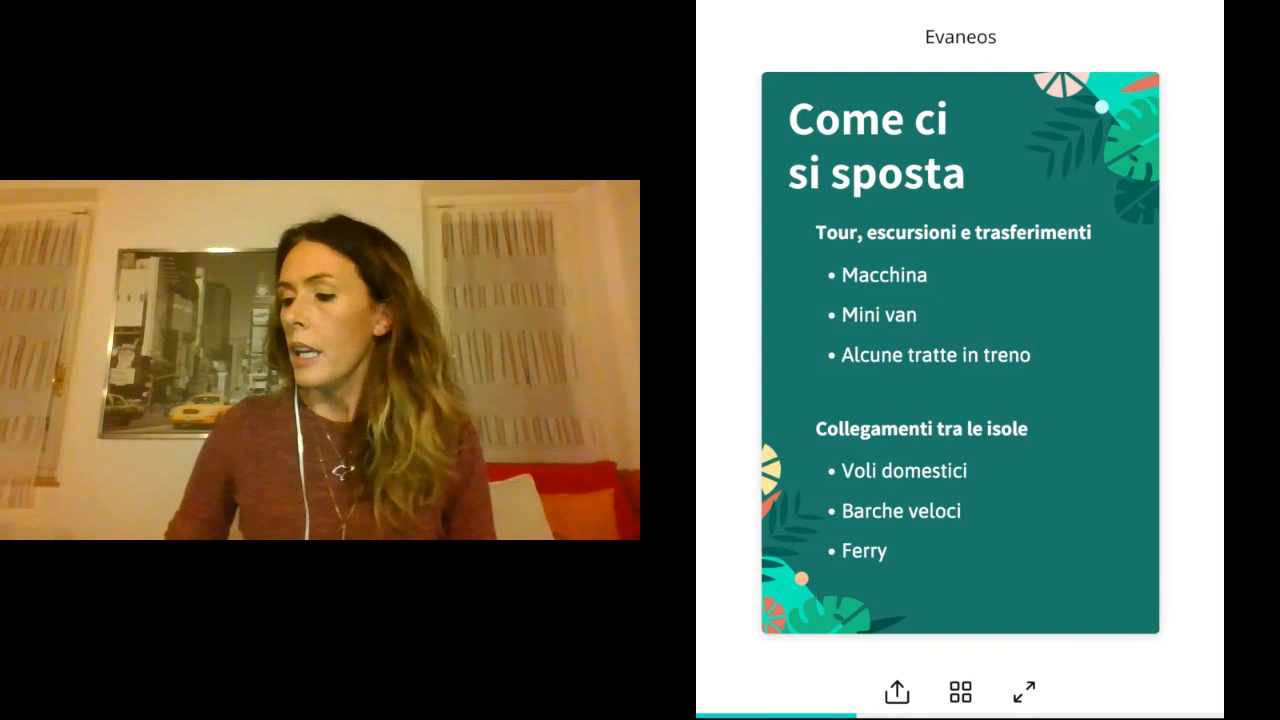 Evaneos
Come ci
si sposta
Tour, escursioni e trasferimenti
• Macchina
• Mini van
• Alcune tratte in treno
Collegamenti tra le isole
• Voli domestici
• Barche veloci
• Ferry